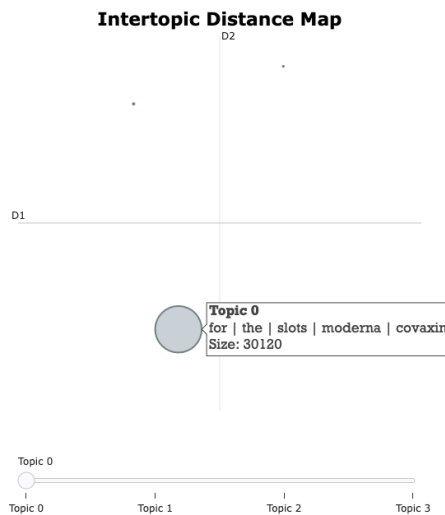 Intertopic Distance Map
D2
D1
Topic 0
for | the | slots | moderna | covaxin
Size: 30120
Topic 0
Topic 0 Topic 1 Topic 2 Topic 3